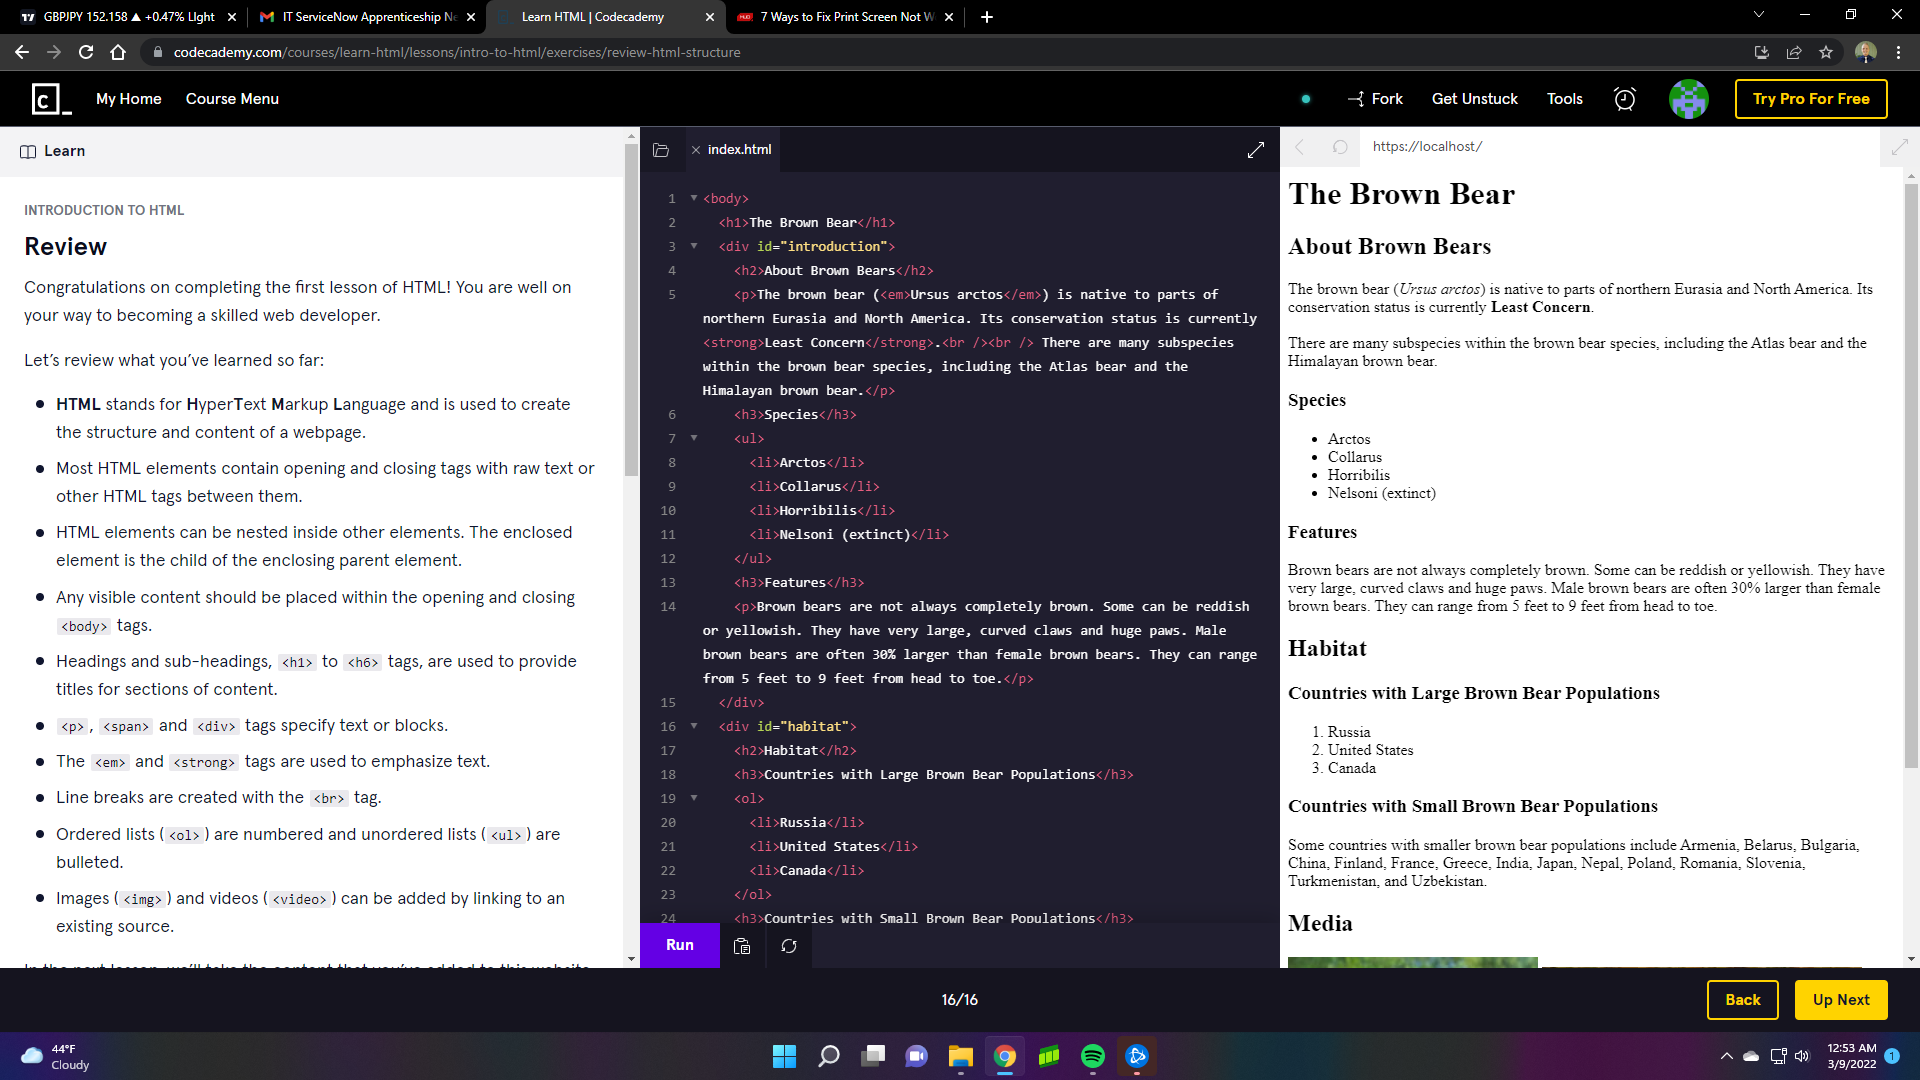 GBPJPY 152.158 ▲ +0.47% Light
IT ServiceNow Apprenticeship Ne
Learn HTML | Codecademy
7 Ways to Fix Print Screen Not W
codecademy.com/courses/learn-html/lessons/intro-to-html/exercises/review-html-structure
My Home
Course Menu
Fork
Get Unstuck
Tools
Try Pro For Free
Learn
INTRODUCTION TO HTML
Review
Congratulations on completing the first lesson of HTML! You are well on
your way to becoming a skilled web developer.
Let’s review what you’ve learned so far:
HTML stands for HyperText Markup Language and is used to create
the structure and content of a webpage.
Most HTML elements contain opening and closing tags with raw text or
other HTML tags between them.
HTML elements can be nested inside other elements. The enclosed
element is the child of the enclosing parent element.
Any visible content should be placed within the opening and closing
<body> tags.
Headings and sub-headings, <h1> to <h6> tags, are used to provide
titles for sections of content.
<p>, <span> and <div> tags specify text or blocks.
The <em> and <strong> tags are used to emphasize text.
Line breaks are created with the <br> tag.
Ordered lists (<ol>) are numbered and unordered lists (<ul>) are
bulleted.
Images (<img>) and videos (<video>) can be added by linking to an
existing source.
In the next lesson, we’ll take the content that you’ve added to this website
index.html
1 <body>
2 <h1>The Brown Bear</h1>
3 <div id="introduction">
4 <h2>About Brown Bears</h2>
5 <p>The brown bear (<em>Ursus arctos</em>) is native to parts of
northern Eurasia and North America. Its conservation status is currently
<strong>Least Concern</strong>.<br /><br /> There are many subspecies
within the brown bear species, including the Atlas bear and the
Himalayan brown bear.</p>
6 <h3>Species</h3>
7 <ul>
8 <li>Arctos</li>
9 <li>Collarus</li>
10 <li>Horribilis</li>
11 <li>Nelsoni (extinct)</li>
12 </ul>
13 <h3>Features</h3>
14 <p>Brown bears are not always completely brown. Some can be reddish
or yellowish. They have very large, curved claws and huge paws. Male
brown bears are often 30% larger than female brown bears. They can range
from 5 feet to 9 feet from head to toe.</p>
15 </div>
16 <div id="habitat">
17 <h2>Habitat</h2>
18 <h3>Countries with Large Brown Bear Populations</h3>
19 <ol>
20 <li>Russia</li>
21 <li>United States</li>
22 <li>Canada</li>
23 </ol>
24 <h3>Countries with Small Brown Bear Populations</h3>
Run
https://localhost/
The Brown Bear
About Brown Bears
The brown bear (Ursus arctos) is native to parts of northern Eurasia and North America. Its
conservation status is currently Least Concern.
There are many subspecies within the brown bear species, including the Atlas bear and the
Himalayan brown bear.
Species
Arctos
Collarus
Horribilis
Nelsoni (extinct)
Features
Brown bears are not always completely brown. Some can be reddish or yellowish. They have
very large, curved claws and huge paws. Male brown bears are often 30% larger than female
brown bears. They can range from 5 feet to 9 feet from head to toe.
Habitat
Countries with Large Brown Bear Populations
1. Russia
2. United States
3. Canada
Countries with Small Brown Bear Populations
Some countries with smaller brown bear populations include Armenia, Belarus, Bulgaria,
China, Finland, France, Greece, India, Japan, Nepal, Poland, Romania, Slovenia,
Turkmenistan, and Uzbekistan.
Media
16/16
Back
Up Next
44°F
Cloudy
12:53 AM
3/9/2022
1